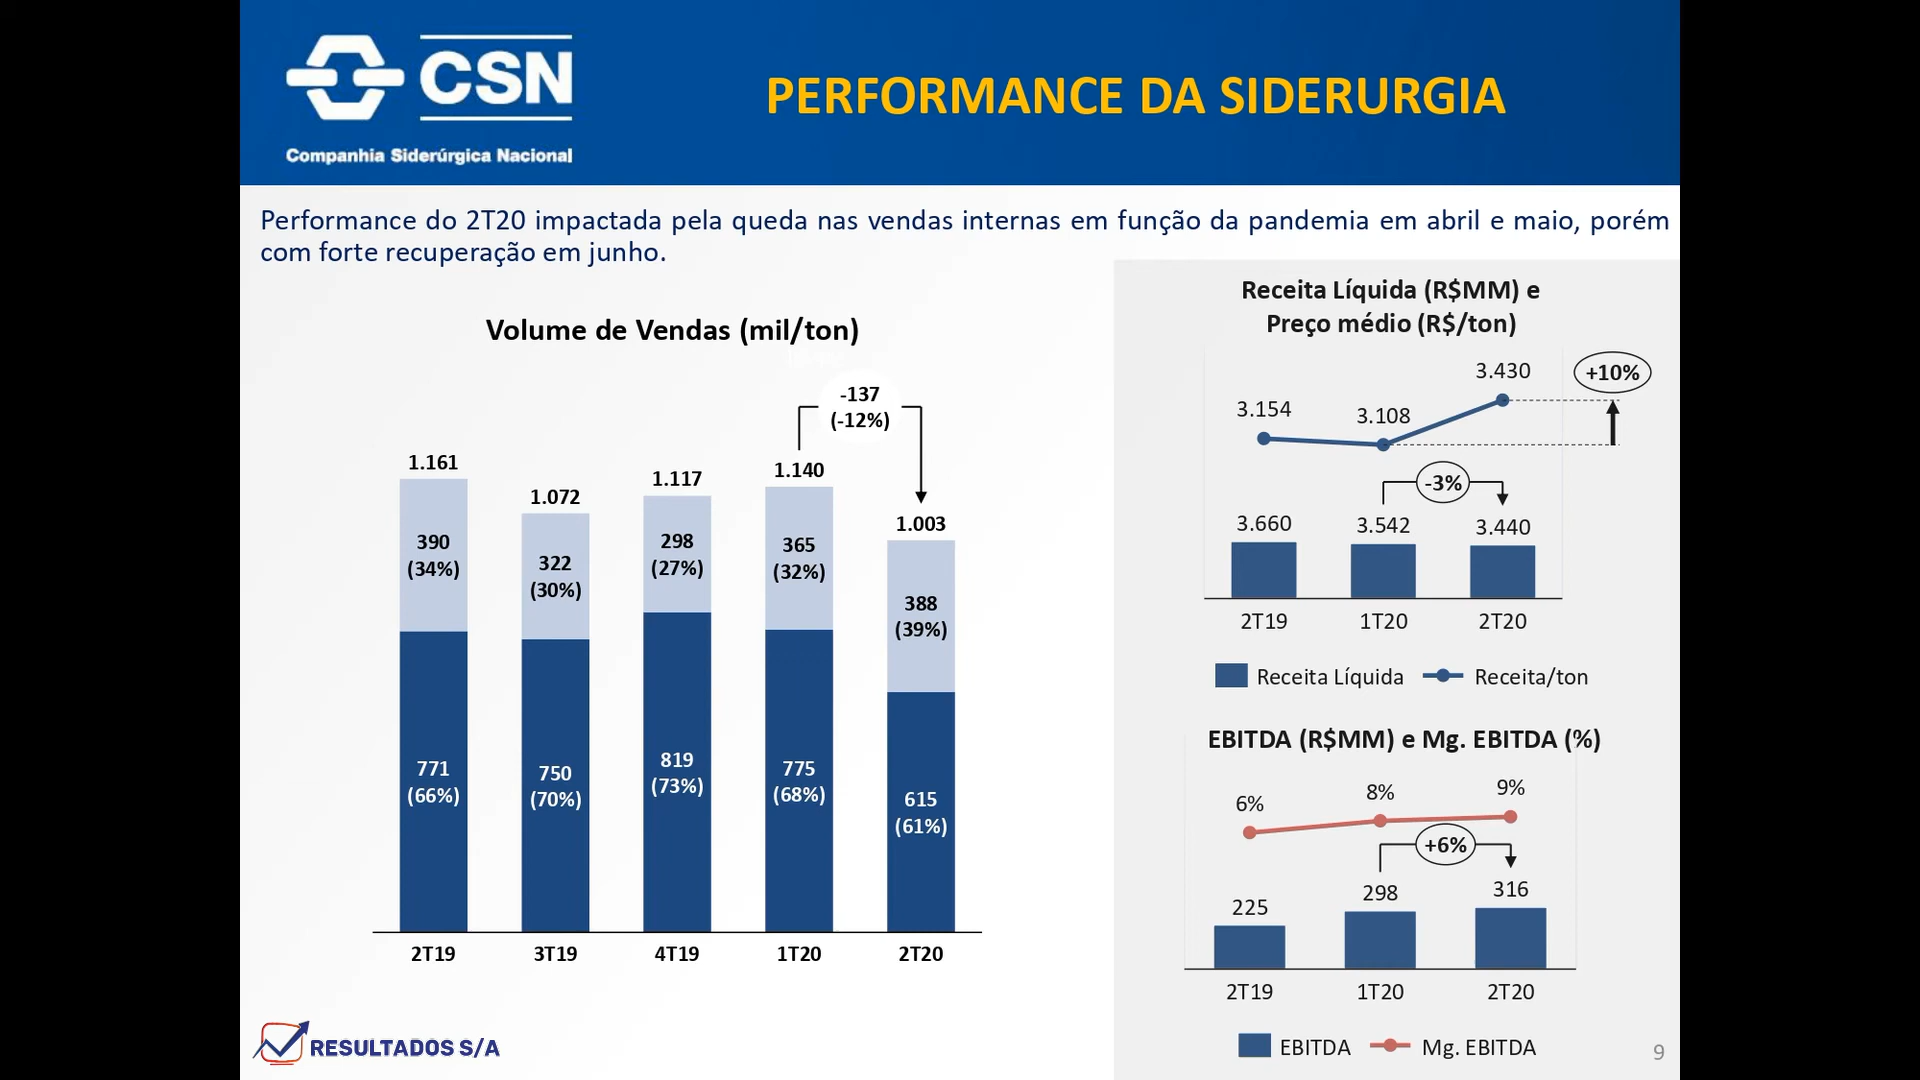 CSN
Companhia Siderúrgica Nacional
PERFORMANCE DA SIDERURGIA
Performance do 2T20 impactada pela queda nas vendas internas em função da pandemia em abril e maio, porém
com forte recuperação em junho.
Volume de Vendas (mil/ton)
-137
(-12%)
1.161
1.072
1.117
1.140
1.003
390
(34%)
322
(30%)
298
(27%)
365
(32%)
388
(39%)
771
(66%)
750
(70%)
819
(73%)
775
(68%)
615
(61%)
2T19
3T19
4T19
1T20
2T20
Receita Líquida (R$MM) e
Preço médio (R$/ton)
3.154
3.108
3.430
+10%
-3%
3.660
3.542
3.440
2T19
1T20
2T20
Receita Líquida
Receita/ton
EBITDA (R$MM) e Mg. EBITDA (%)
6%
8%
9%
+6%
225
298
316
2T19
1T20
2T20
EBITDA
Mg. EBITDA
RESULTADOS S/A
9